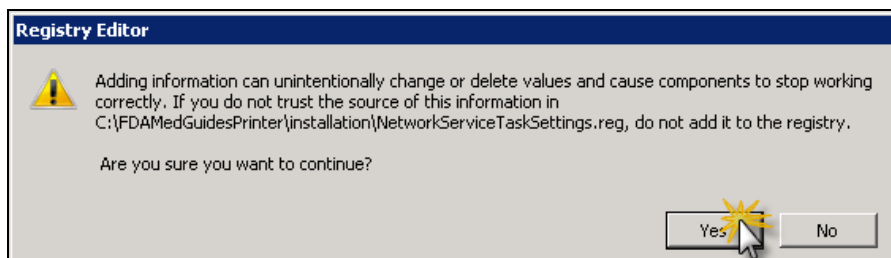 Registry Editor
Adding information can unintentionally change or delete values and cause components to stop working
correctly. If you do not trust the source of this information in
C:\FDAMedGuidesPrinter\installation\NetworkServiceTaskSettings.reg, do not add it to the registry.
Are you sure you want to continue?
Yes No